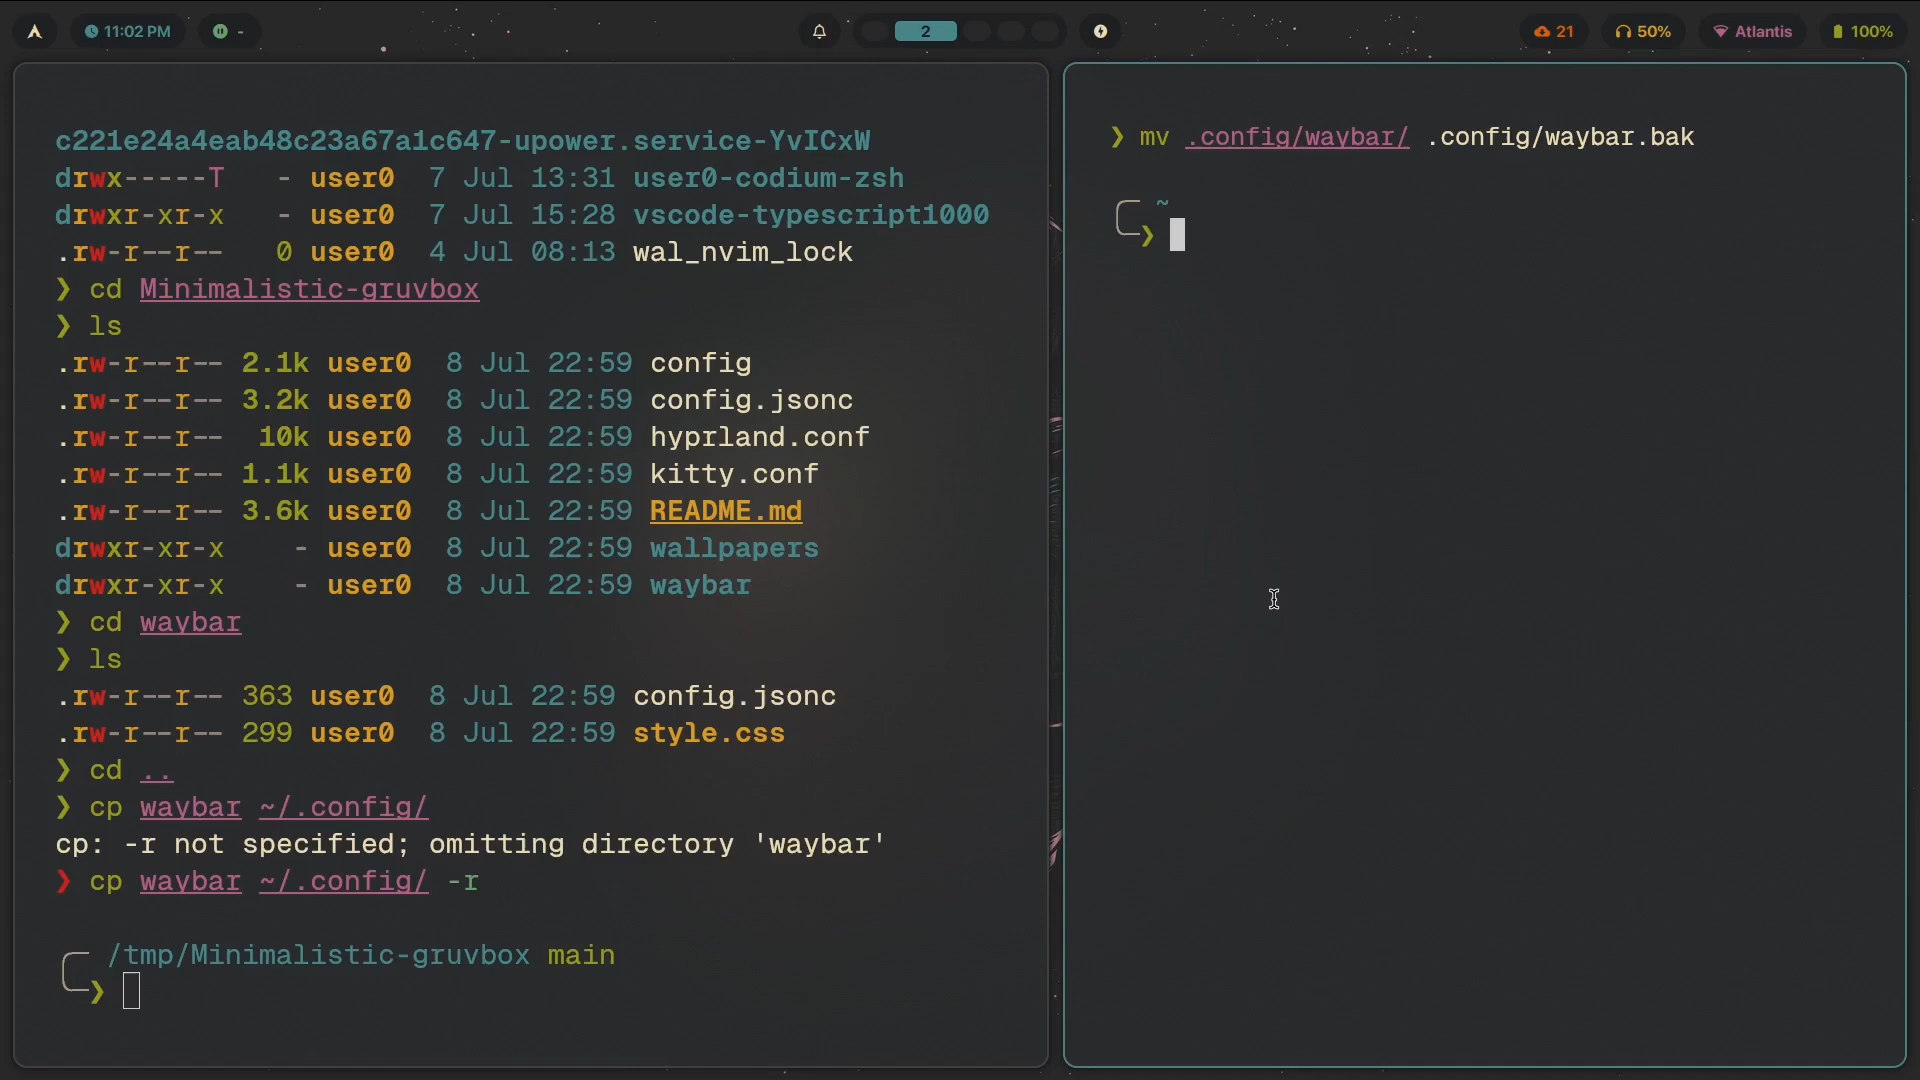 11:02 PM
-
2
21
50%
Atlantis
100%
c221e24a4eab48c23a67a1c647-upower.service-YvICxW
drwx-----T   - user0  7 Jul 13:31 user0-codium-zsh
drwxr-xr-x   - user0  7 Jul 15:28 vscode-typescript1000
.rw-r--r--   0 user0  4 Jul 08:13 wal_nvim_lock
❯ cd Minimalistic-gruvbox
❯ ls
.rw-r--r-- 2.1k user0  8 Jul 22:59 config
.rw-r--r-- 3.2k user0  8 Jul 22:59 config.jsonc
.rw-r--r--  10k user0  8 Jul 22:59 hyprland.conf
.rw-r--r-- 1.1k user0  8 Jul 22:59 kitty.conf
.rw-r--r-- 3.6k user0  8 Jul 22:59 README.md
drwxr-xr-x    - user0  8 Jul 22:59 wallpapers
drwxr-xr-x    - user0  8 Jul 22:59 waybar
❯ cd waybar
❯ ls
.rw-r--r-- 363 user0  8 Jul 22:59 config.jsonc
.rw-r--r-- 299 user0  8 Jul 22:59 style.css
❯ cd ..
❯ cp waybar ~/.config/
cp: -r not specified; omitting directory 'waybar'
❯ cp waybar ~/.config/ -r
/tmp/Minimalistic-gruvbox main
❯
❯ mv .config/waybar/ .config/waybar.bak
~
❯